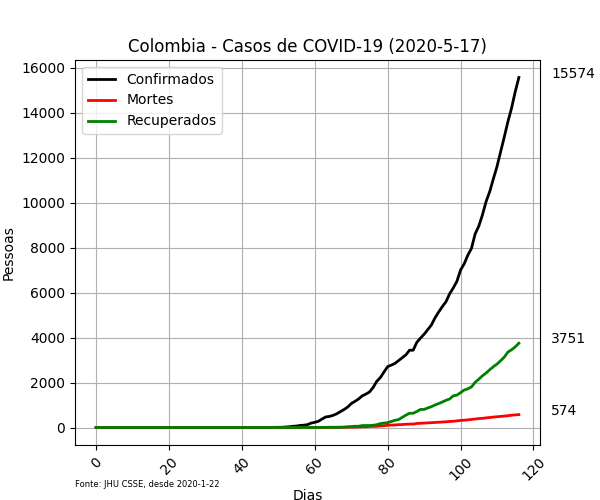 Colombia - Casos de COVID-19 (2020-5-17)
Confirmados
Mortes
Recuperados
Pessoas
16000
14000
12000
10000
8000
6000
4000
2000
0
15574
3751
574
0
20
40
60
80
100
120
Fonte: JHU CSSE, desde 2020-1-22
Dias